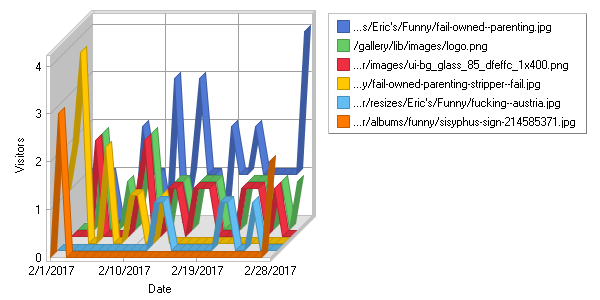 ...s/Eric's/Funny/fail-owned--parenting.jpg
/gallery/lib/images/logo.png
...r/images/ui-bg_glass_85_dfeffc_1x400.png
...y/fail-owned-parenting-stripper--fail.jpg
...r/resizes/Eric's/Funny/fucking--austria.jpg
...r/albums/funny/sisyphus-sign-214585371.jpg
4
3
2
1
0
Visitors
2/1/2017 2/10/2017 2/19/2017 2/28/2017
Date